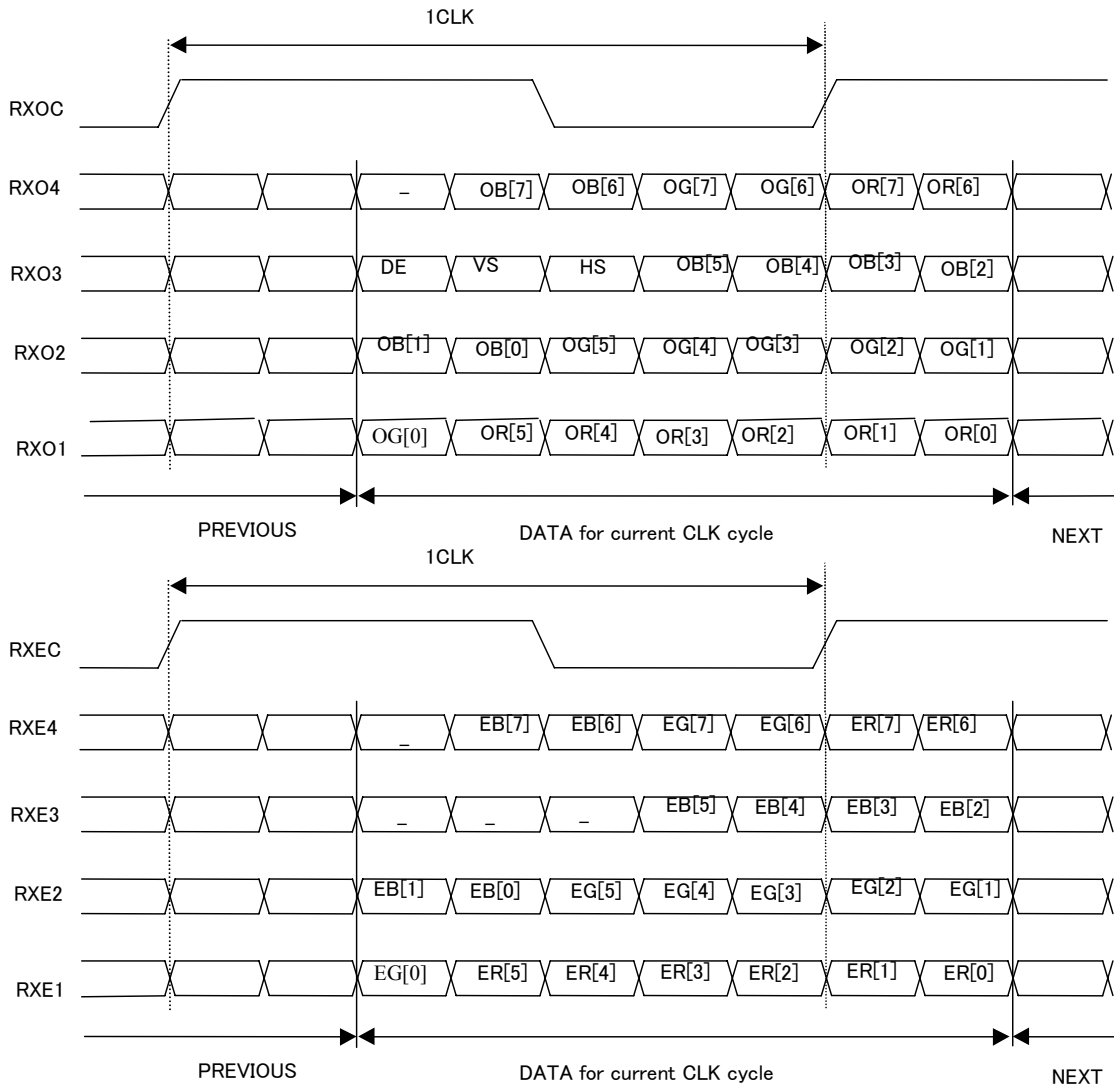 1CLK
RXOC
RXO4 – OB[7] OB[6] OG[7] OG[6] OR[7] OR[6]
RXO3 DE VS HS OB[5] OB[4] OB[3] OB[2]
RXO2 OB[1] OB[0] OG[5] OG[4] OG[3] OG[2] OG[1]
RXO1 OG[0] OR[5] OR[4] OR[3] OR[2] OR[1] OR[0]
PREVIOUS DATA for current CLK cycle NEXT
1CLK
RXEC
RXE4 – EB[7] EB[6] EG[7] EG[6] ER[7] ER[6]
RXE3 – – – EB[5] EB[4] EB[3] EB[2]
RXE2 EB[1] EB[0] EG[5] EG[4] EG[3] EG[2] EG[1]
RXE1 EG[0] ER[5] ER[4] ER[3] ER[2] ER[1] ER[0]
PREVIOUS DATA for current CLK cycle NEXT